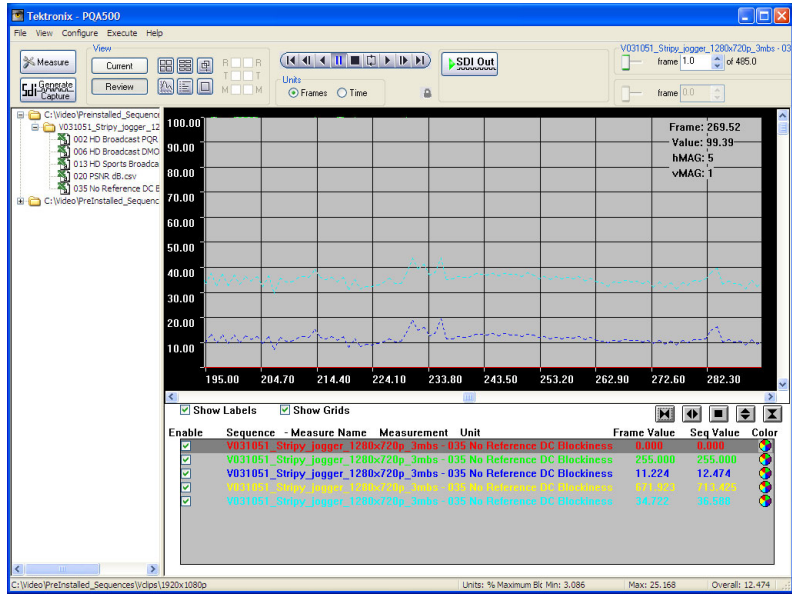 Tektronix - PQA500
File View Configure Execute Help
Measure
Sdi Generate Capture
View
Current
Review
R R
T T
M M
SDI Out
Units
Frames Time
V031051_Stripy_jogger_1280x720p_3mbs - 03
frame 1.0 of 485.0
frame 0.0
C:\Video\Preinstalled_Sequenc
V031051_Stripy_jogger_12
002 HD Broadcast PQR
006 HD Broadcast DMO
013 HD Sports Broadca
020 PSNR dB.csv
035 No Reference DC B
C:\Video\PreInstalled_Sequenc
Frame: 269.52
Value: 99.39
hMAG: 5
vMAG: 1
100.00
90.00
80.00
70.00
60.00
50.00
40.00
30.00
20.00
10.00
195.00 204.70 214.40 224.10 233.80 243.50 253.20 262.90 272.60 282.30
Show Labels Show Grids
Enable Sequence - Measure Name Measurement Unit Frame Value Seq Value Color
V031051_Stripy_jogger_1280x720p_3mbs - 035 No Reference DC Blockiness 0.000 0.000
V031051_Stripy_jogger_1280x720p_3mbs - 035 No Reference DC Blockiness 255.000 255.000
V031051_Stripy_jogger_1280x720p_3mbs - 035 No Reference DC Blockiness 11.224 12.474
V031051_Stripy_jogger_1280x720p_3mbs - 035 No Reference DC Blockiness 671.923 713.425
V031051_Stripy_jogger_1280x720p_3mbs - 035 No Reference DC Blockiness 34.722
C:\Video\PreInstalled_Sequences\Vclips\1920x1080p Units: % Maximum Blc Min: 3.086 Max: 25.168 Overall: 12.474